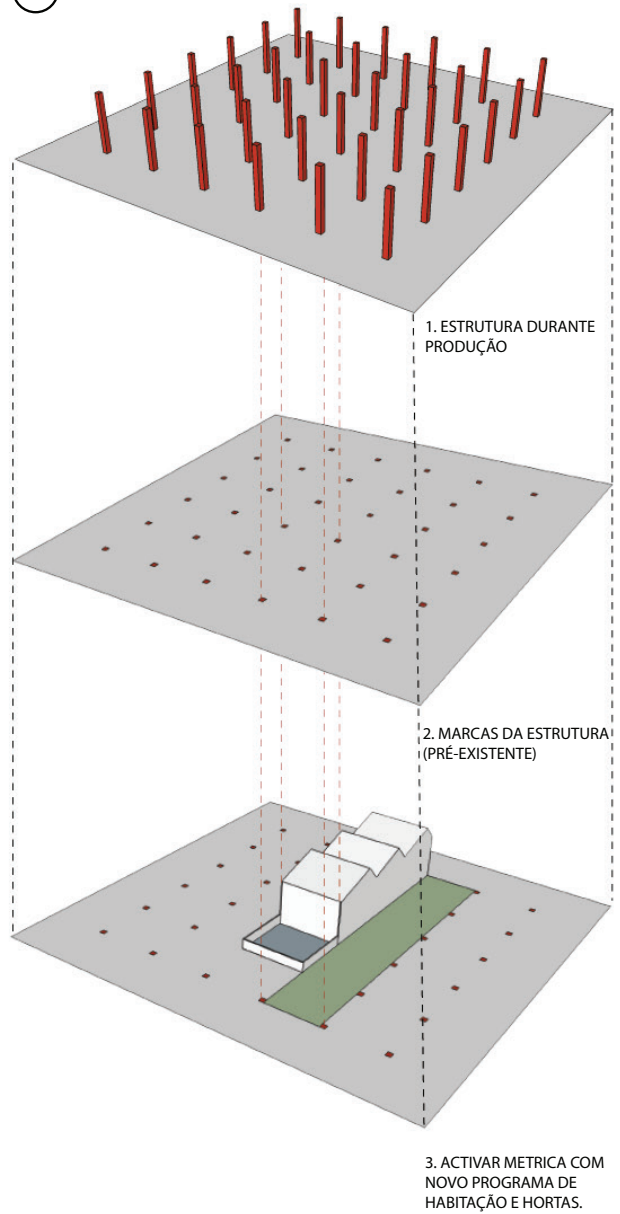 1. ESTRUTURA DURANTE
PRODUÇÃO
2. MARCAS DA ESTRUTURA
(PRÉ-EXISTENTE)
3. ACTIVAR METRICA COM
NOVO PROGRAMA DE
HABITAÇÃO E HORTAS.